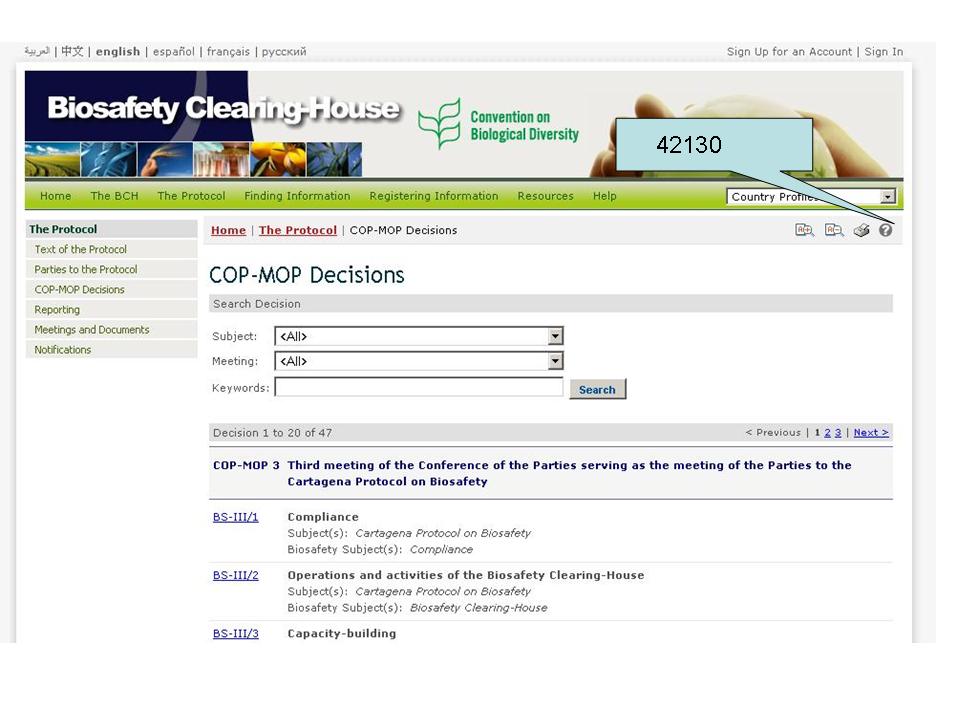 العربية | 中文 | english | español | français | русский
Sign Up for an Account | Sign In
Biosafety Clearing-House
Convention on
Biological Diversity
42130
Home The BCH The Protocol Finding Information Registering Information Resources Help
Country Profiles
The Protocol
Text of the Protocol
Parties to the Protocol
COP-MOP Decisions
Reporting
Meetings and Documents
Notifications
Home | The Protocol | COP-MOP Decisions
COP-MOP Decisions
Search Decision
Subject: <All>
Meeting: <All>
Keywords: Search
Decision 1 to 20 of 47 < Previous | 1 2 3 | Next >
COP-MOP 3 Third meeting of the Conference of the Parties serving as the meeting of the Parties to the
Cartagena Protocol on Biosafety
BS-III/1 Compliance
Subject(s): Cartagena Protocol on Biosafety
Biosafety Subject(s): Compliance
BS-III/2 Operations and activities of the Biosafety Clearing-House
Subject(s): Cartagena Protocol on Biosafety
Biosafety Subject(s): Biosafety Clearing-House
BS-III/3 Capacity-building